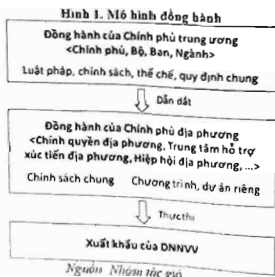 Hình 1. Mô hình đồng hành
Đồng hành của Chính phủ trung ương
<Chính phủ, Bộ, Ban, Ngành>
Luật pháp, chính sách, thể chế, quy định chung
Dẫn dắt
Đồng hành của Chính phủ địa phương
<Chính quyền địa phương, Trung tâm hỗ trợ
xúc tiến địa phương, Hiệp hội địa phương, ...>
Chính sách chung Chương trình, dự án riêng
Thực thi
Xuất khẩu của DNNVV
Nguồn Nhóm tác giả